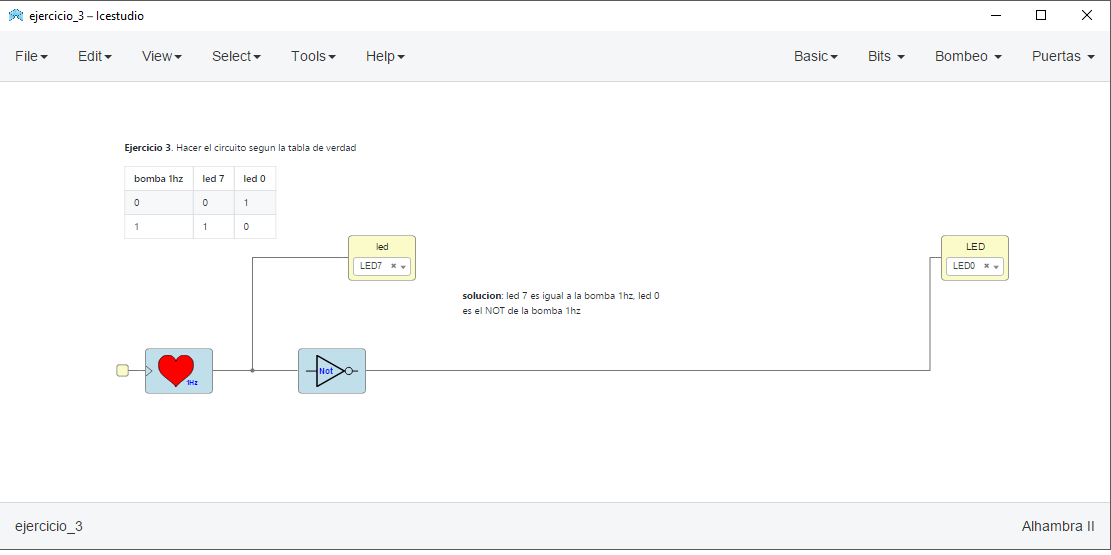 ejercicio_3 – Icestudio
File Edit View Select Tools Help Basic Bits Bombeo Puertas
Ejercicio 3. Hacer el circuito segun la tabla de verdad
bomba 1hz led 7 led 0
0 0 1
1 1 0
led
LED7
LED
LED0
solucion: led 7 es igual a la bomba 1hz, led 0
es el NOT de la bomba 1hz
1Hz
Not
ejercicio_3 Alhambra II